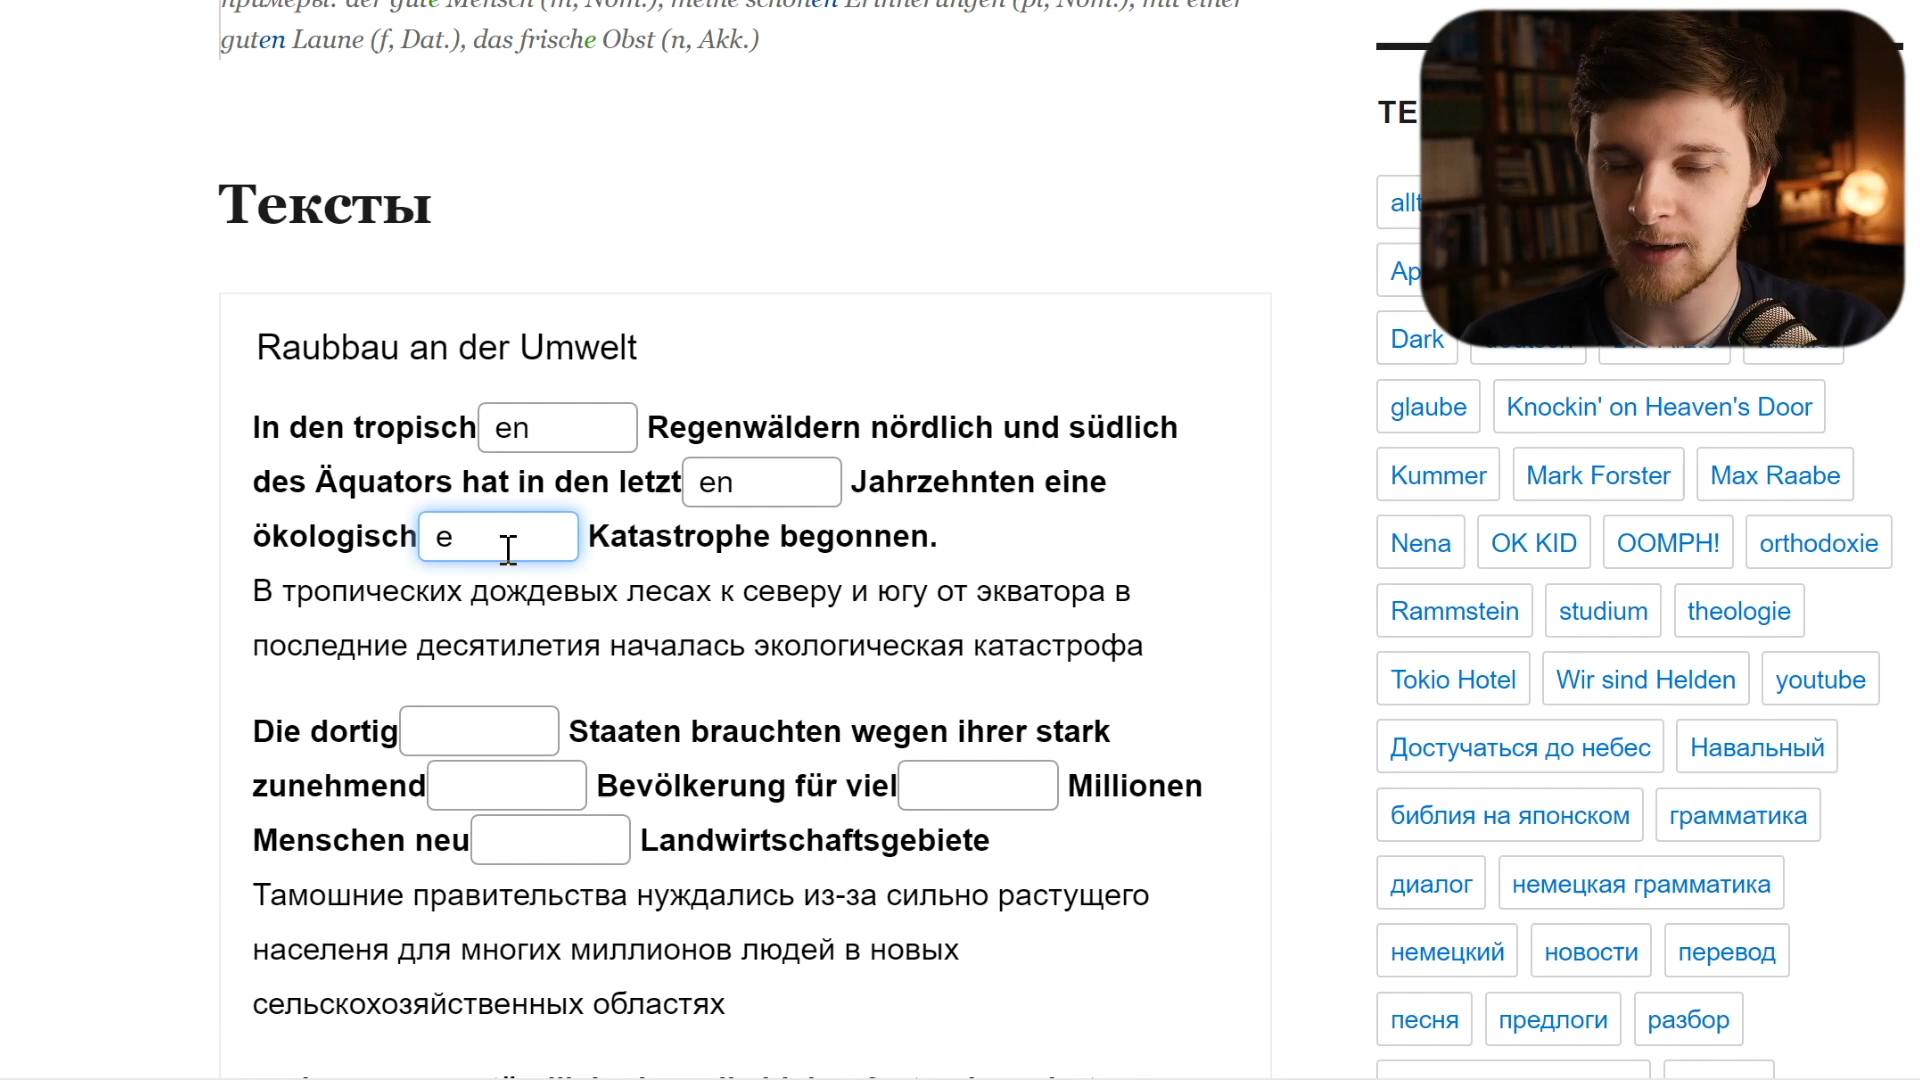 guten Laune (f, Dat.), das frische Obst (n, Akk.)
Тексты
Raubbau an der Umwelt
In den tropisch en Regenwäldern nördlich und südlich
des Äquators hat in den letzt en Jahrzehnten eine
ökologisch e Katastrophe begonnen.
В тропических дождевых лесах к северу и югу от экватора в
последние десятилетия началась экологическая катастрофа
Die dortig Staaten brauchten wegen ihrer stark
zunehmend Bevölkerung für viel Millionen
Menschen neu Landwirtschaftsgebiete
Тамошние правительства нуждались из-за сильно растущего
населеня для многих миллионов людей в новых
сельскохозяйственных областях
Dark
glaube Knockin' on Heaven's Door
Kummer Mark Forster Max Raabe
Nena OK KID OOMPH! orthodoxie
Rammstein studium theologie
Tokio Hotel Wir sind Helden youtube
Достучаться до небес Навальный
библия на японском грамматика
диалог немецкая грамматика
немецкий новости перевод
песня предлоги разбор